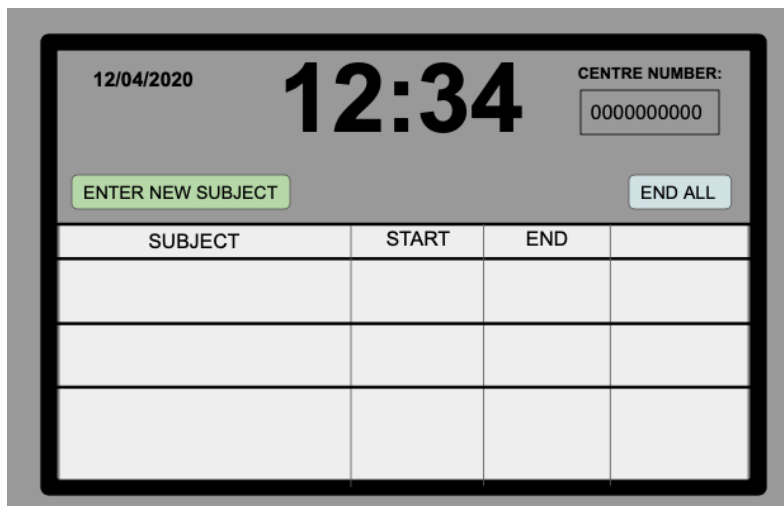 12/04/2020
12:34
CENTRE NUMBER:
0000000000
ENTER NEW SUBJECT
END ALL
SUBJECT START END